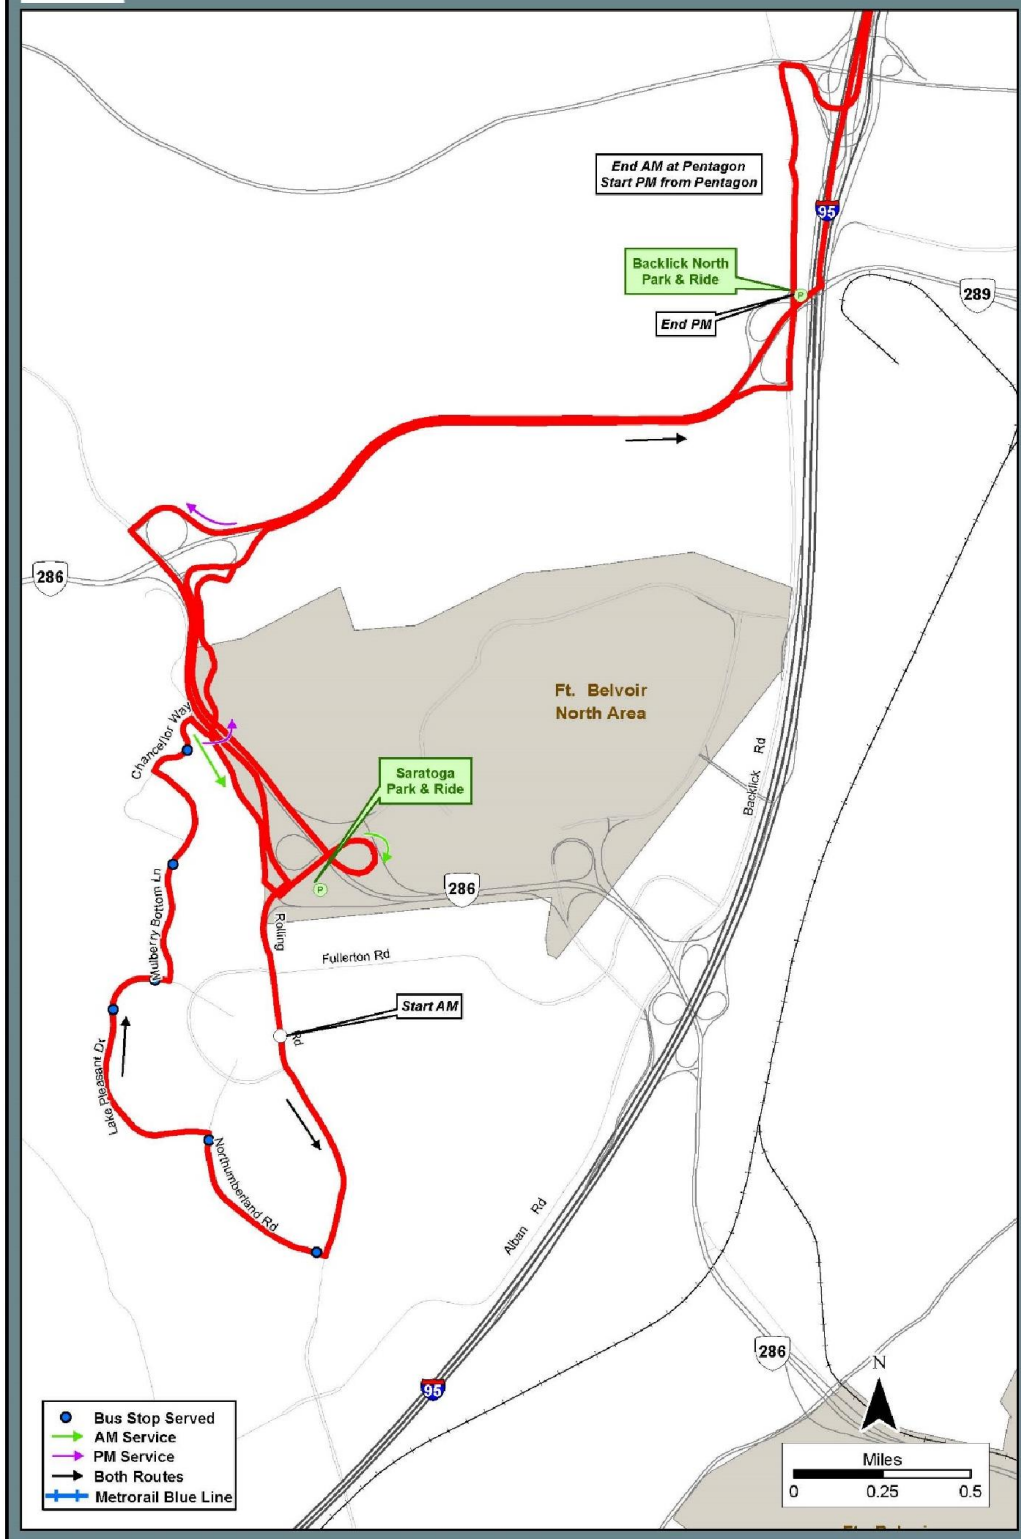 End AM at Pentagon
Start PM from Pentagon
95
Backlick North
Park & Ride
289
End PM
286
Ft. Belvoir
North Area
Chancellor Way
Backlick Rd
Saratoga
Park & Ride
P
P
286
Mulberry Bottom Ln
Rolling
Rd
Fullerton Rd
Start AM
Lake Pleasant Dr
Northumberland Rd
Alban Rd
286
N
95
Bus Stop Served
AM Service
PM Service
Both Routes
Metrorail Blue Line
Miles
0 0.25 0.5